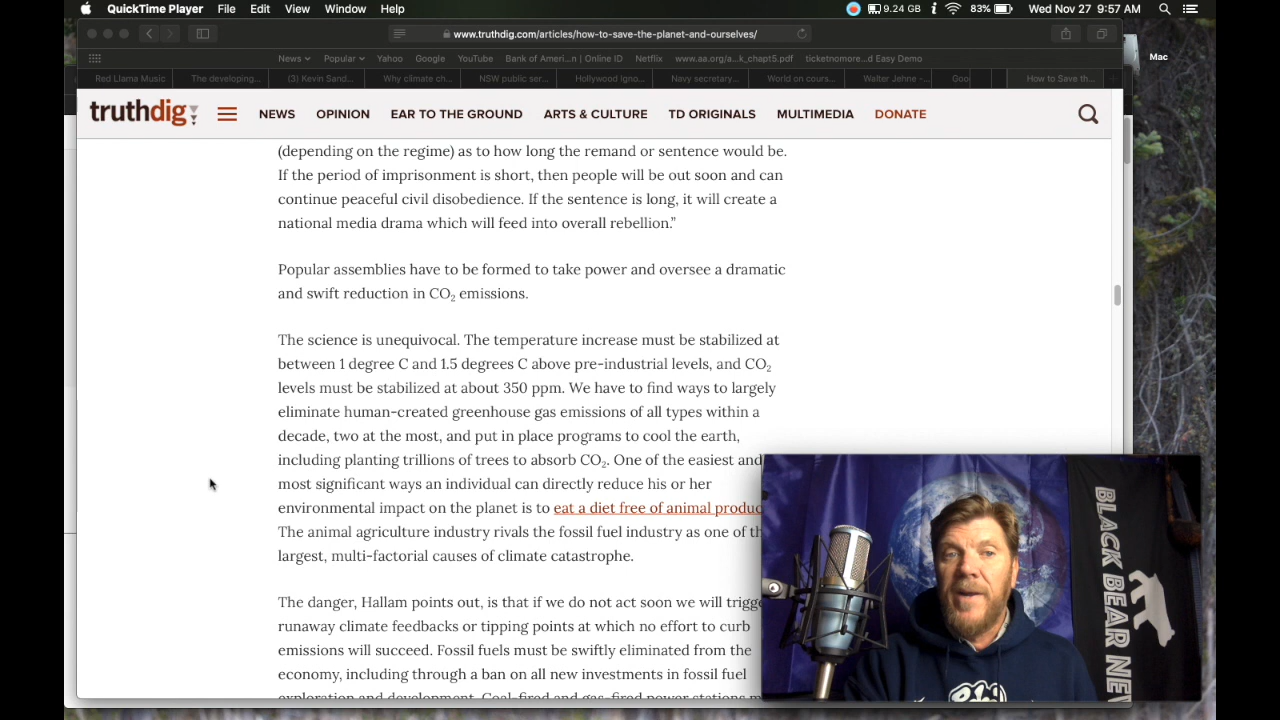 QuickTime Player File Edit View Window Help 9.24 GB 83% Wed Nov 27 9:57 AM
www.truthdig.com/articles/how-to-save-the-planet-and-ourselves/
Mac
News Popular Yahoo Google YouTube Bank of Ameri...n | Online ID Netflix www.aa.org/a...k_chapt5.pdf ticketnomore...d Easy Demo
Red Llama Music The developing... (3) Kevin Sand... Why climate ch... NSW public ser... Hollywood Igno... Navy secretary... World on cours... Walter Jehne -... Goo How to Save th...
truthdig NEWS OPINION EAR TO THE GROUND ARTS & CULTURE TD ORIGINALS MULTIMEDIA DONATE
(depending on the regime) as to how long the remand or sentence would be.
If the period of imprisonment is short, then people will be out soon and can
continue peaceful civil disobedience. If the sentence is long, it will create a
national media drama which will feed into overall rebellion.”
Popular assemblies have to be formed to take power and oversee a dramatic
and swift reduction in CO₂ emissions.
The science is unequivocal. The temperature increase must be stabilized at
between 1 degree C and 1.5 degrees C above pre-industrial levels, and CO₂
levels must be stabilized at about 350 ppm. We have to find ways to largely
eliminate human-created greenhouse gas emissions of all types within a
decade, two at the most, and put in place programs to cool the earth,
including planting trillions of trees to absorb CO₂. One of the easiest and
most significant ways an individual can directly reduce his or her
environmental impact on the planet is to eat a diet free of animal produc
The animal agriculture industry rivals the fossil fuel industry as one of th
largest, multi-factorial causes of climate catastrophe.
The danger, Hallam points out, is that if we do not act soon we will trigge
runaway climate feedbacks or tipping points at which no effort to curb
emissions will succeed. Fossil fuels must be swiftly eliminated from the
economy, including through a ban on all new investments in fossil fuel
exploration and development. Coal-fired and gas-fired power stations m
BLACK BEAR NEW